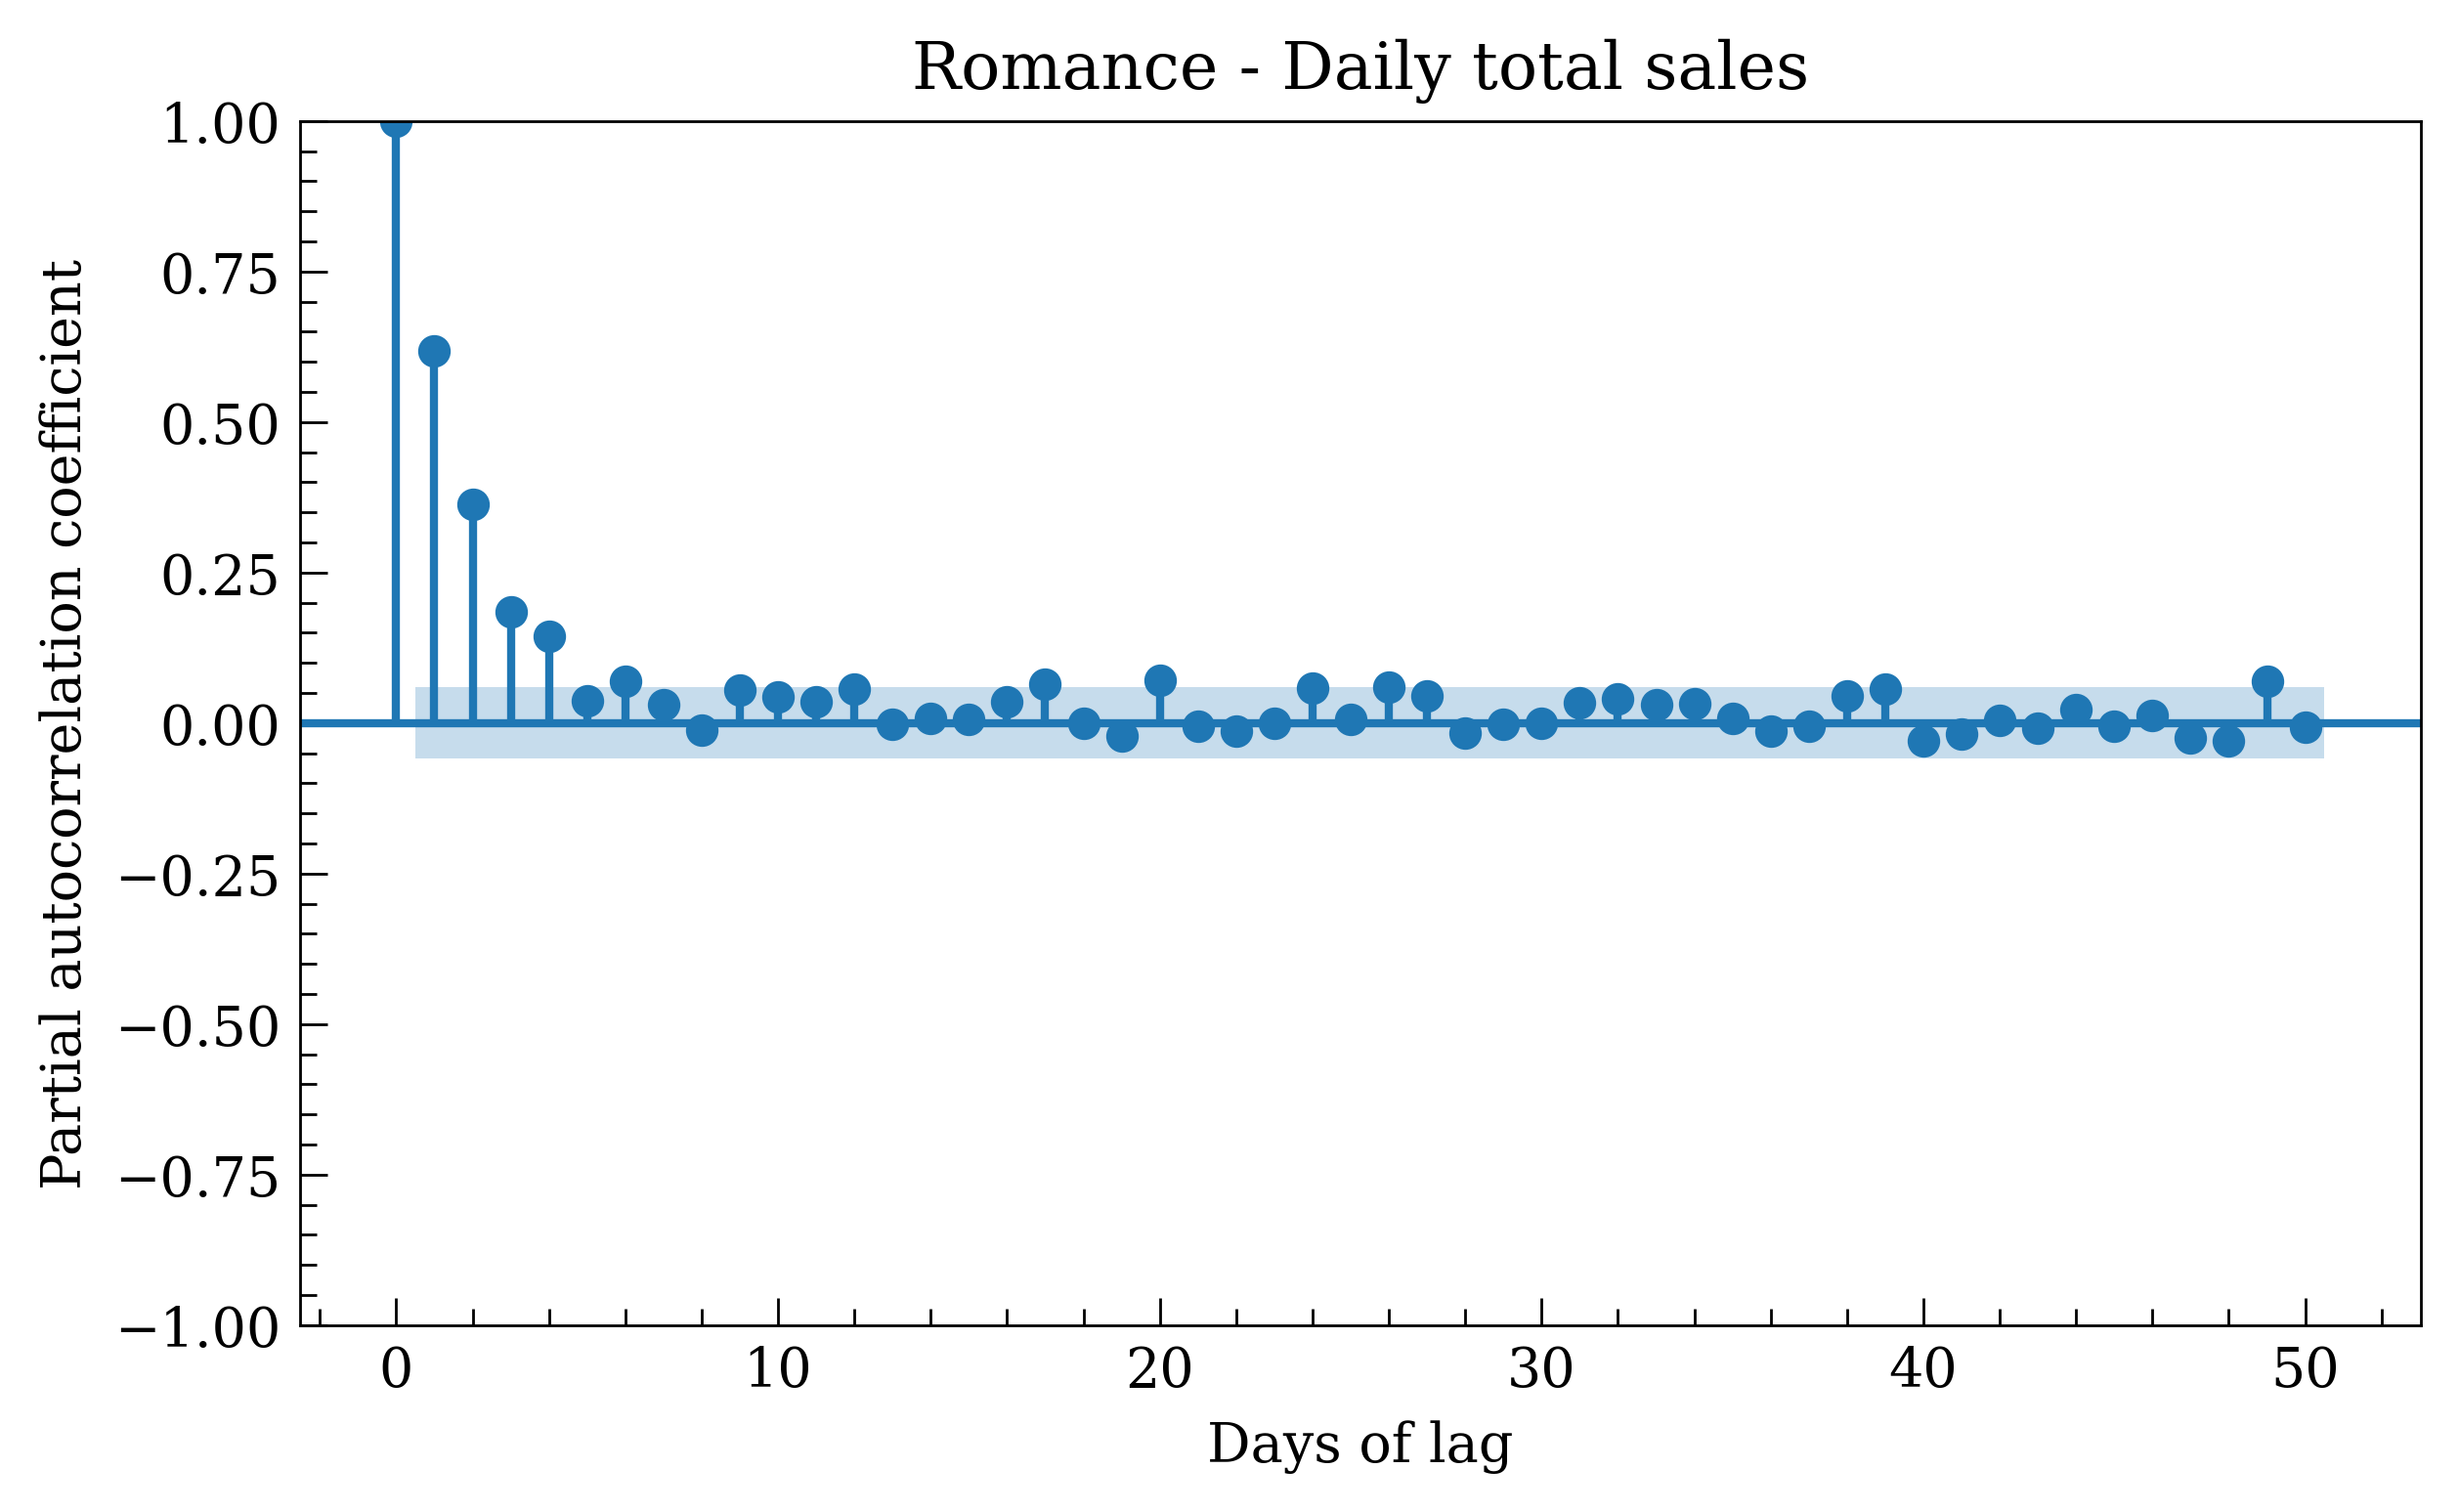 Romance - Daily total sales
Partial autocorrelation coefficient
1.00
0.75
0.50
0.25
0.00
−0.25
−0.50
−0.75
−1.00
0 10 20 30 40 50
Days of lag